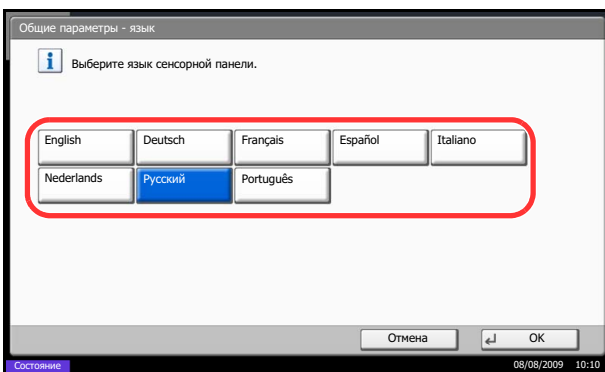 Общие параметры - язык
Выберите язык сенсорной панели.
English Deutsch Français Español Italiano
Nederlands Русский Português
Отмена OK
Состояние 08/08/2009 10:10